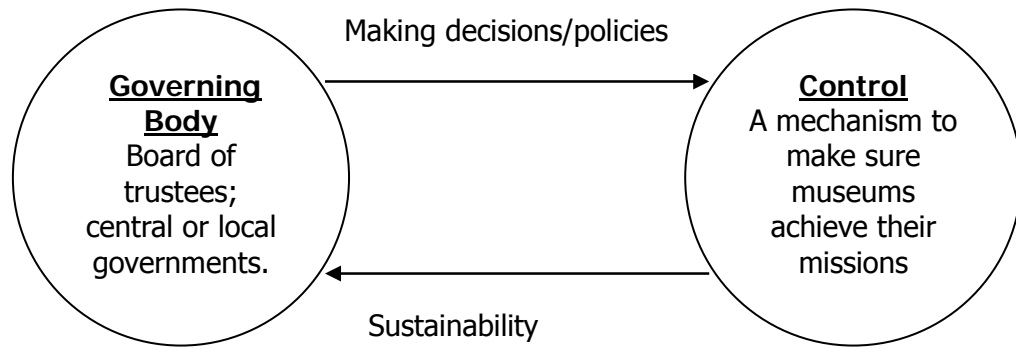 Making decisions/policies
Governing
Body
Board of
trustees;
central or local
governments.
Control
A mechanism to
make sure
museums
achieve their
missions
Sustainability